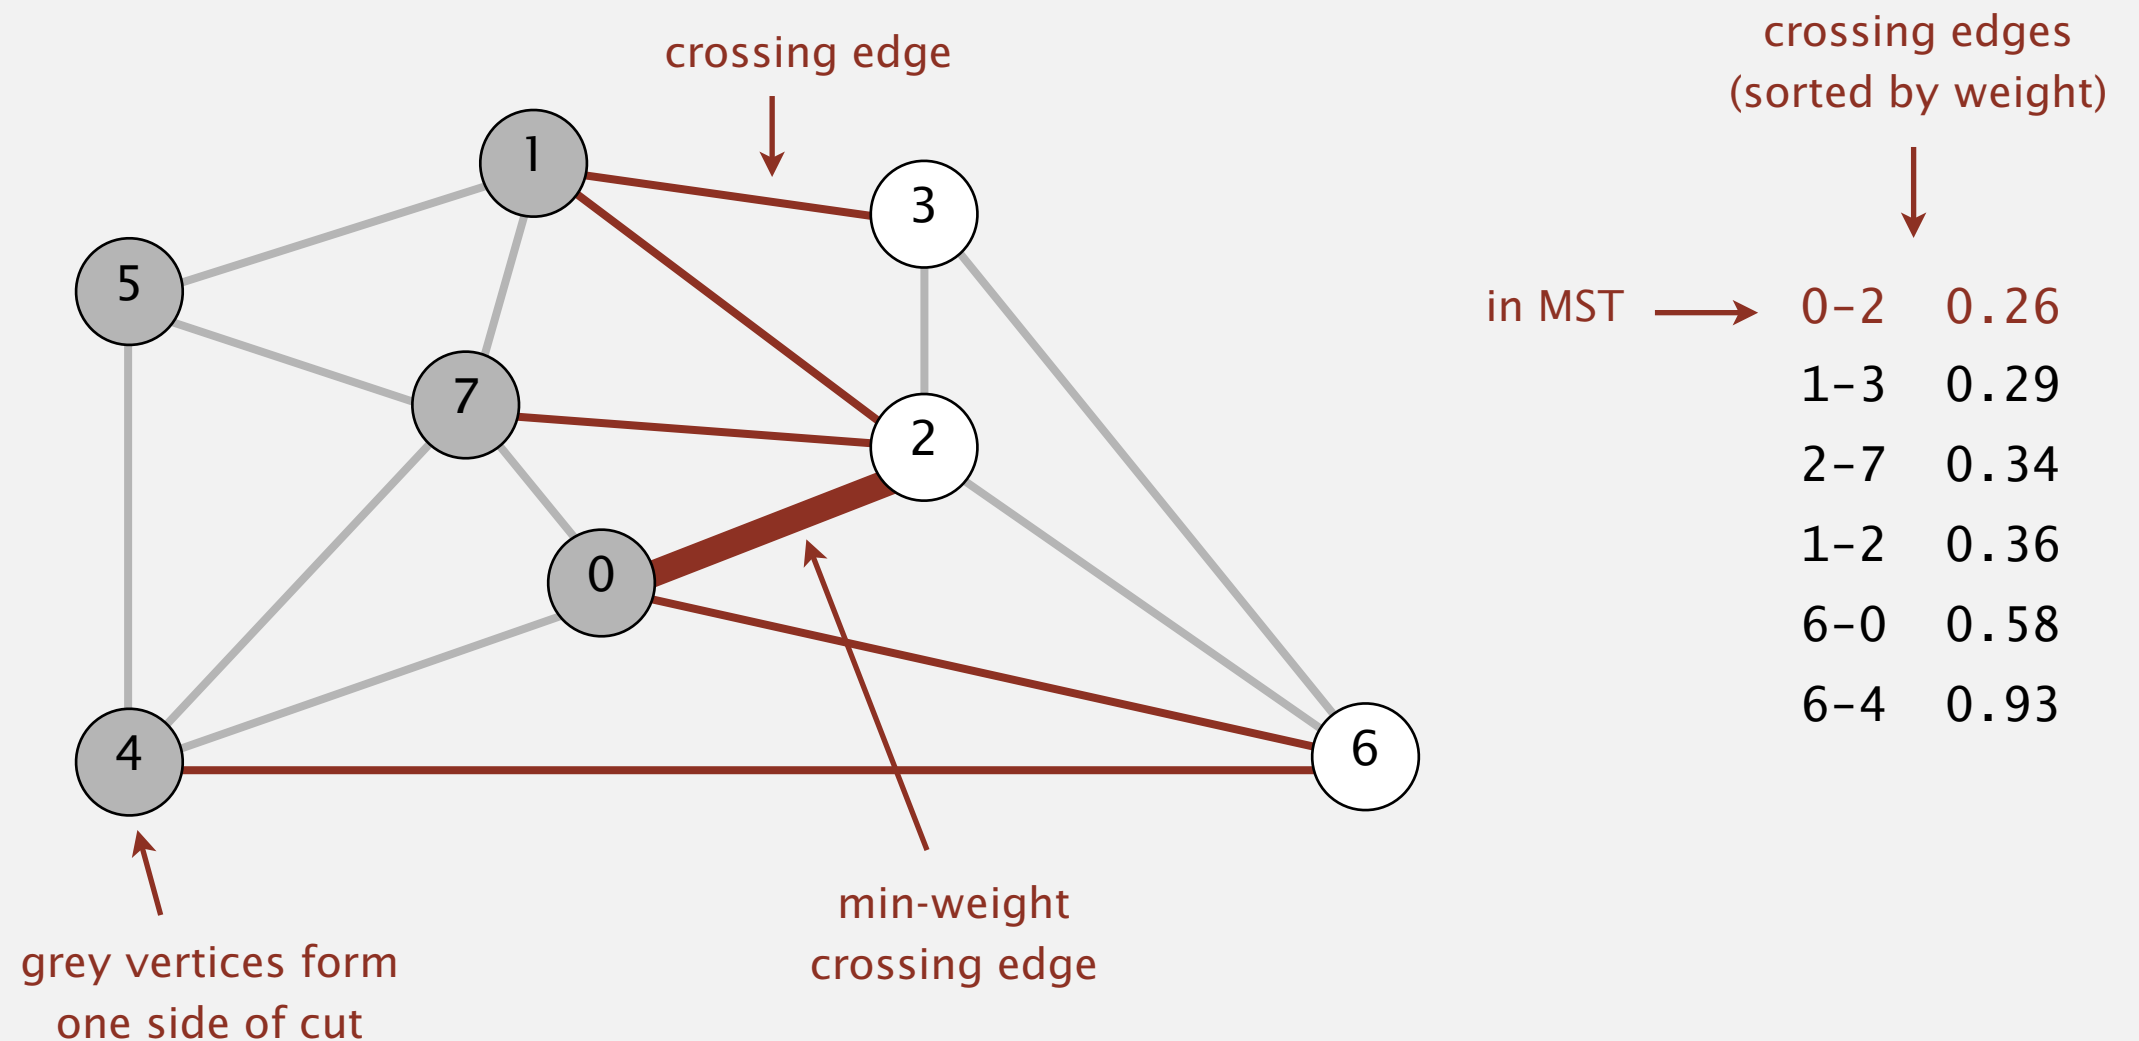 crossing edge
crossing edges
(sorted by weight)
1
3
5
7
2
0
4
6
in MST
0-2 0.26
1-3 0.29
2-7 0.34
1-2 0.36
6-0 0.58
6-4 0.93
min-weight
crossing edge
grey vertices form
one side of cut